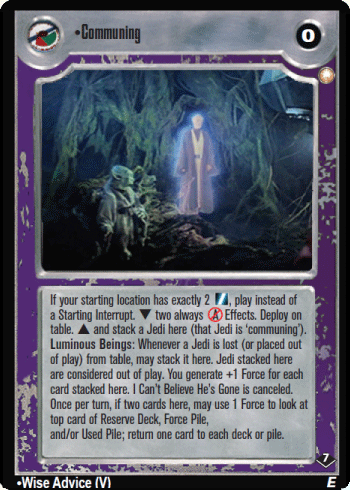 •Communing
0
If your starting location has exactly 2 , play instead of
a Starting Interrupt. ▼ two always A Effects. Deploy on
table. ▲ and stack a Jedi here (that Jedi is 'communing').
Luminous Beings: Whenever a Jedi is lost (or placed out
of play) from table, may stack it here. Jedi stacked here
are considered out of play. You generate +1 Force for
each card stacked here. I Can't Believe He's Gone is canceled.
Once per turn, if two cards here, may use 1 Force to look at
top card of Reserve Deck, Force Pile,
and/or Used Pile; return one card to each deck or pile.
7
•Wise Advice (V)
E